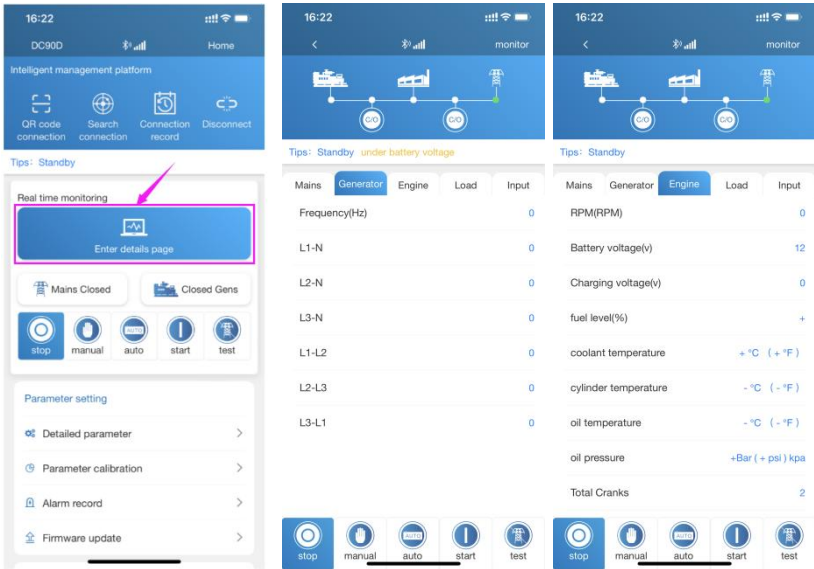 16:22
DC90D
Home
Intelligent management platform
QR code connection
Search connection
Connection record
Disconnect
Tips: Standby
Real time monitoring
Enter details page
Mains Closed
Closed Gens
stop
manual
AUTO
auto
start
test
Parameter setting
Detailed parameter
Parameter calibration
Alarm record
Firmware update
16:22
monitor
C/O
C/O
Tips: Standby under battery voltage
Mains Generator Engine Load Input
Frequency(Hz) 0
L1-N 0
L2-N 0
L3-N 0
L1-L2 0
L2-L3 0
L3-L1 0
stop
manual
AUTO
auto
start
test
16:22
monitor
C/O
C/O
Tips: Standby
Mains Generator Engine Load Input
RPM(RPM) 0
Battery voltage(v) 12
Charging voltage(v) 0
fuel level(%) +
coolant temperature + °C ( + °F )
cylinder temperature - °C ( - °F )
oil temperature - °C ( - °F )
oil pressure +Bar ( + psi ) kpa
Total Cranks 2
stop
manual
AUTO
auto
start
test